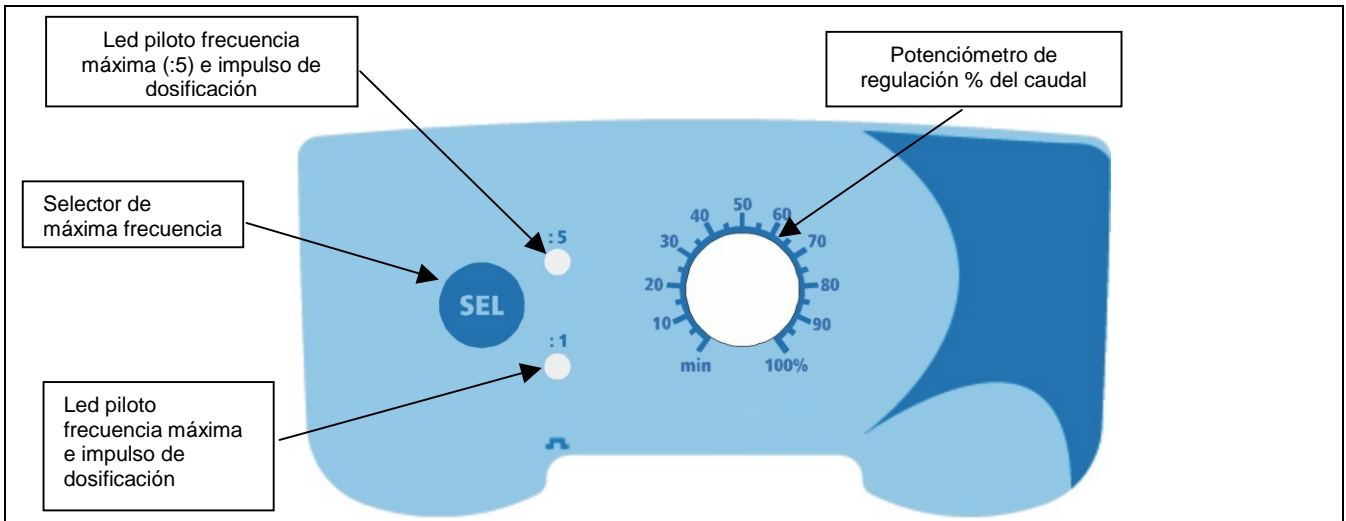 Led piloto frecuencia
máxima (:5) e impulso de
dosificación
Potenciómetro de
regulación % del caudal
Selector de
máxima frecuencia
: 5
SEL
: 1
min
10
20
30
40
50
60
70
80
90
100%
Led piloto
frecuencia máxima
e impulso de
dosificación